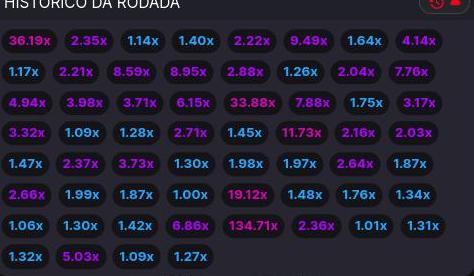 HISTÓRICO DA RODADA
36.19x 2.35x 1.14x 1.40x 2.22x 9.49x 1.64x 4.14x
1.17x 2.21x 8.59x 8.95x 2.88x 1.26x 2.04x 7.76x
4.94x 3.98x 3.71x 6.15x 33.88x 7.88x 1.75x 3.17x
3.32x 1.09x 1.28x 2.71x 1.45x 11.73x 2.16x 2.03x
1.47x 2.37x 3.73x 1.30x 1.98x 1.97x 2.64x 1.87x
2.66x 1.99x 1.87x 1.00x 19.12x 1.48x 1.76x 1.34x
1.06x 1.30x 1.42x 6.86x 134.71x 2.36x 1.01x 1.31x
1.32x 5.03x 1.09x 1.27x